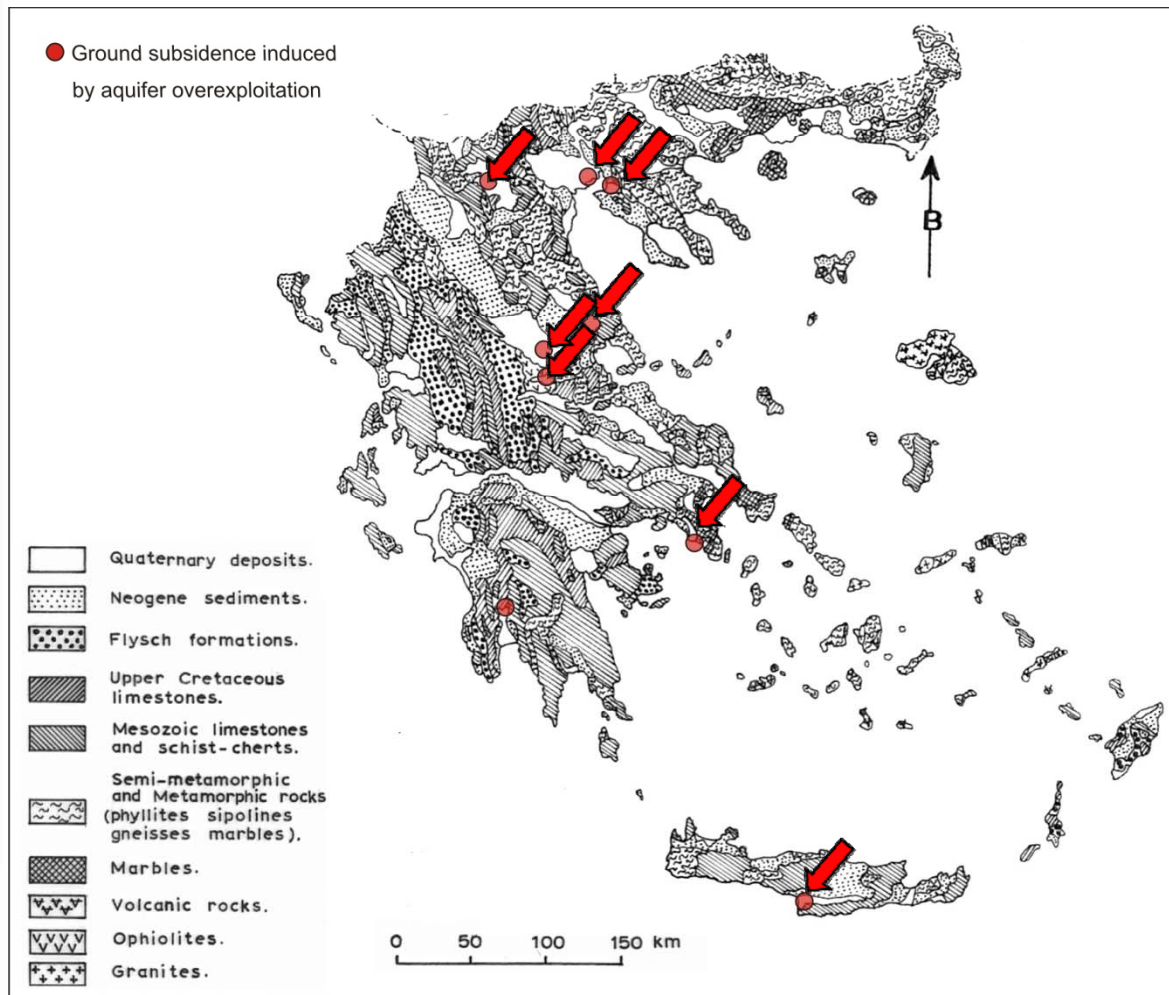 Ground subsidence induced
by aquifer overexploitation
B
Quaternary deposits.
Neogene sediments.
Flysch formations.
Upper Cretaceous
limestones.
Mesozoic limestones
and schist-cherts.
Semi-metamorphic
and Metamorphic rocks
(phyllites sipolines
gneisses marbles).
Marbles.
Volcanic rocks.
Ophiolites.
Granites.
0 50 100 150 km